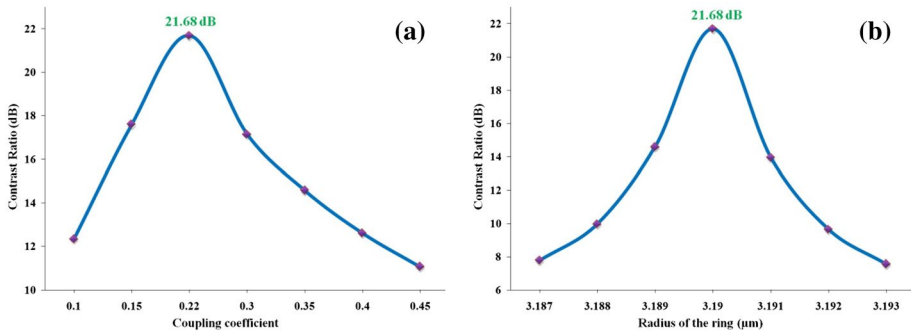 21.68 dB
(a)
22
20
18
16
14
12
10
Contrast Ratio (dB)
0.1 0.15 0.22 0.3 0.35 0.4 0.45
Coupling coefficient
21.68 dB
(b)
22
20
18
16
14
12
10
8
6
Contrast Ratio (dB)
3.187 3.188 3.189 3.19 3.191 3.192 3.193
Radius of the ring (µm)